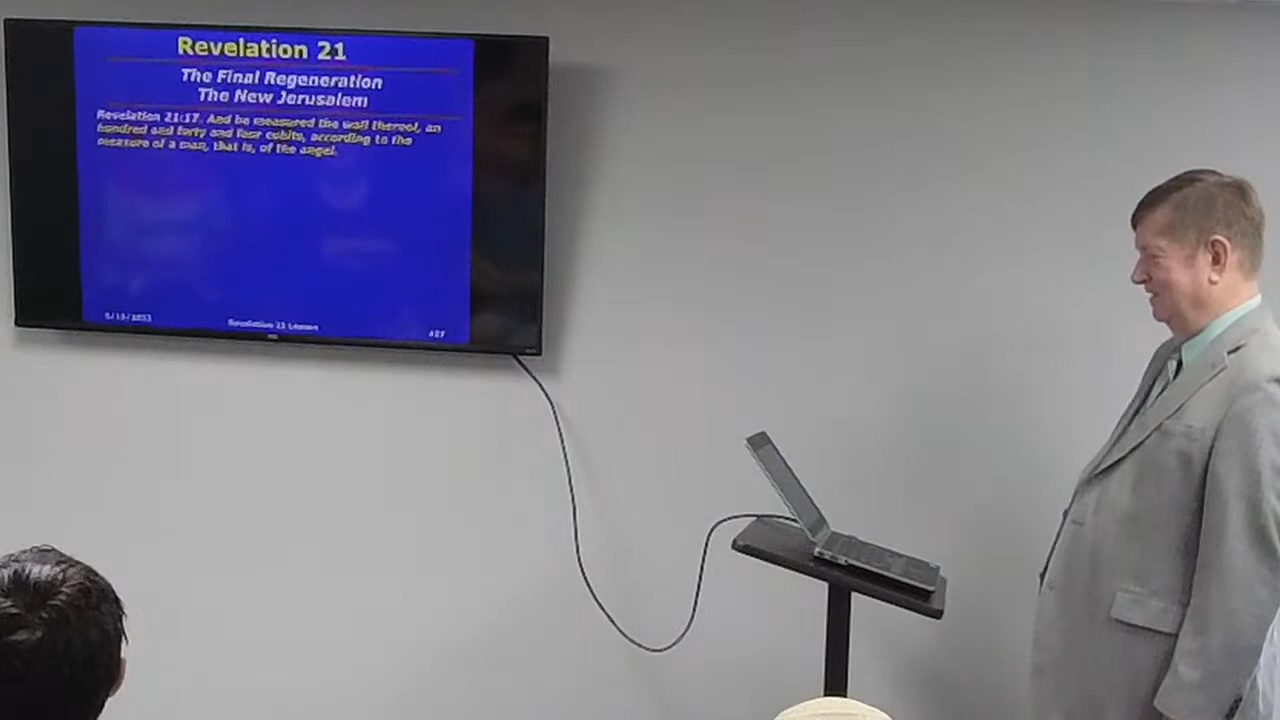 Revelation 21
The Final Regeneration
The New Jerusalem
Revelation 21:17 And he measured the wall thereof, an
hundred and forty and four cubits, according to the
measure of a man, that is, of the angel.
Revelation 21 Lesson